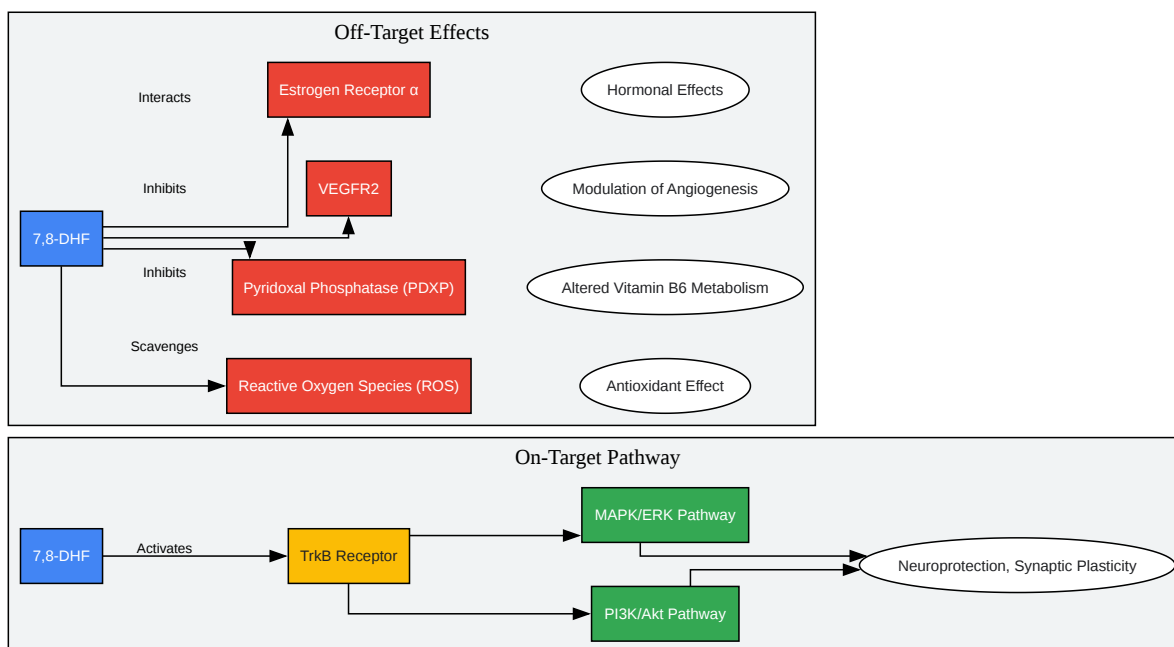 Off-Target Effects
Interacts
Estrogen Receptor α
Hormonal Effects
Inhibits
VEGFR2
Modulation of Angiogenesis
7,8-DHF
Inhibits
Pyridoxal Phosphatase (PDXP)
Altered Vitamin B6 Metabolism
Scavenges
Reactive Oxygen Species (ROS)
Antioxidant Effect
On-Target Pathway
7,8-DHF
Activates
TrkB Receptor
MAPK/ERK Pathway
PI3K/Akt Pathway
Neuroprotection, Synaptic Plasticity